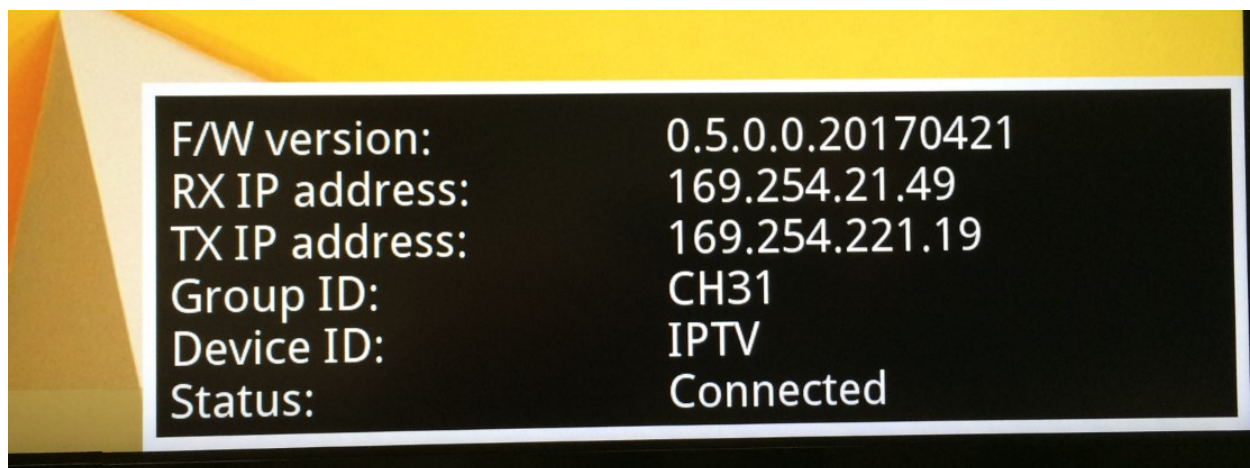 F/W version: 0.5.0.0.20170421
RX IP address: 169.254.21.49
TX IP address: 169.254.221.19
Group ID: CH31
Device ID: IPTV
Status: Connected